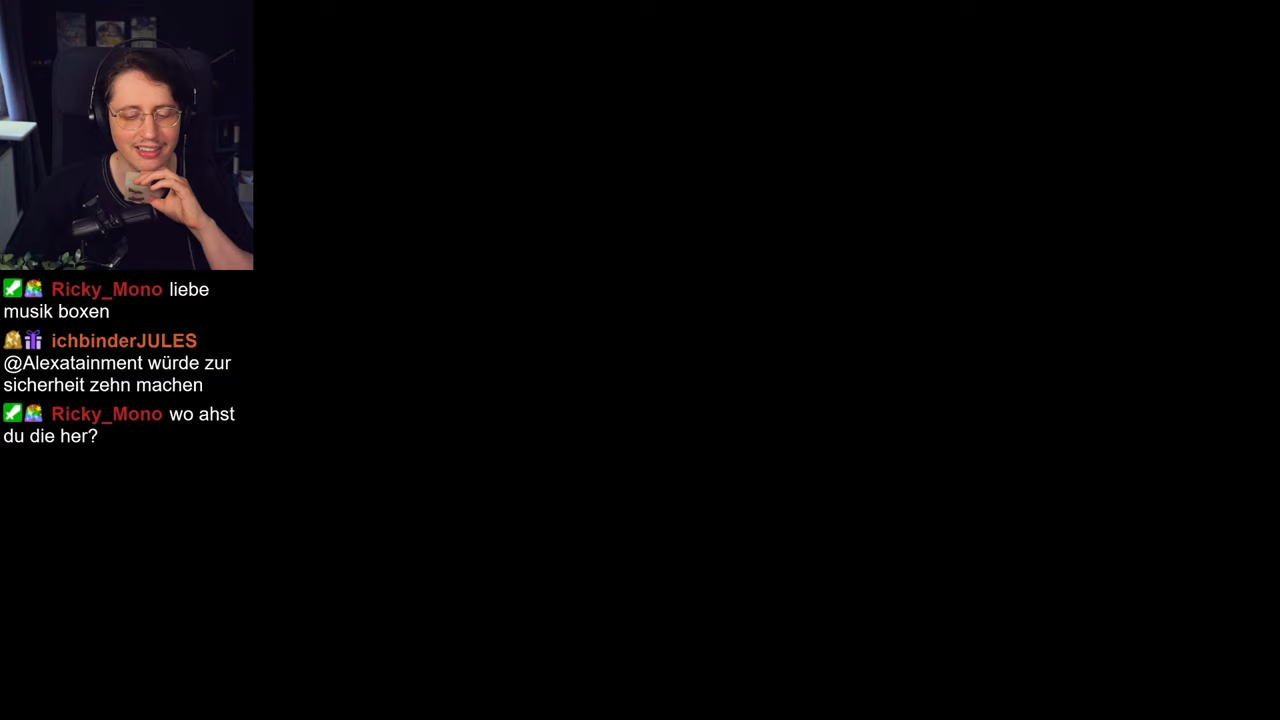 Ricky_Mono liebe
musik boxen
ichbinderJULES
@Alexatainment würde zur
sicherheit zehn machen
Ricky_Mono wo ahst
du die her?